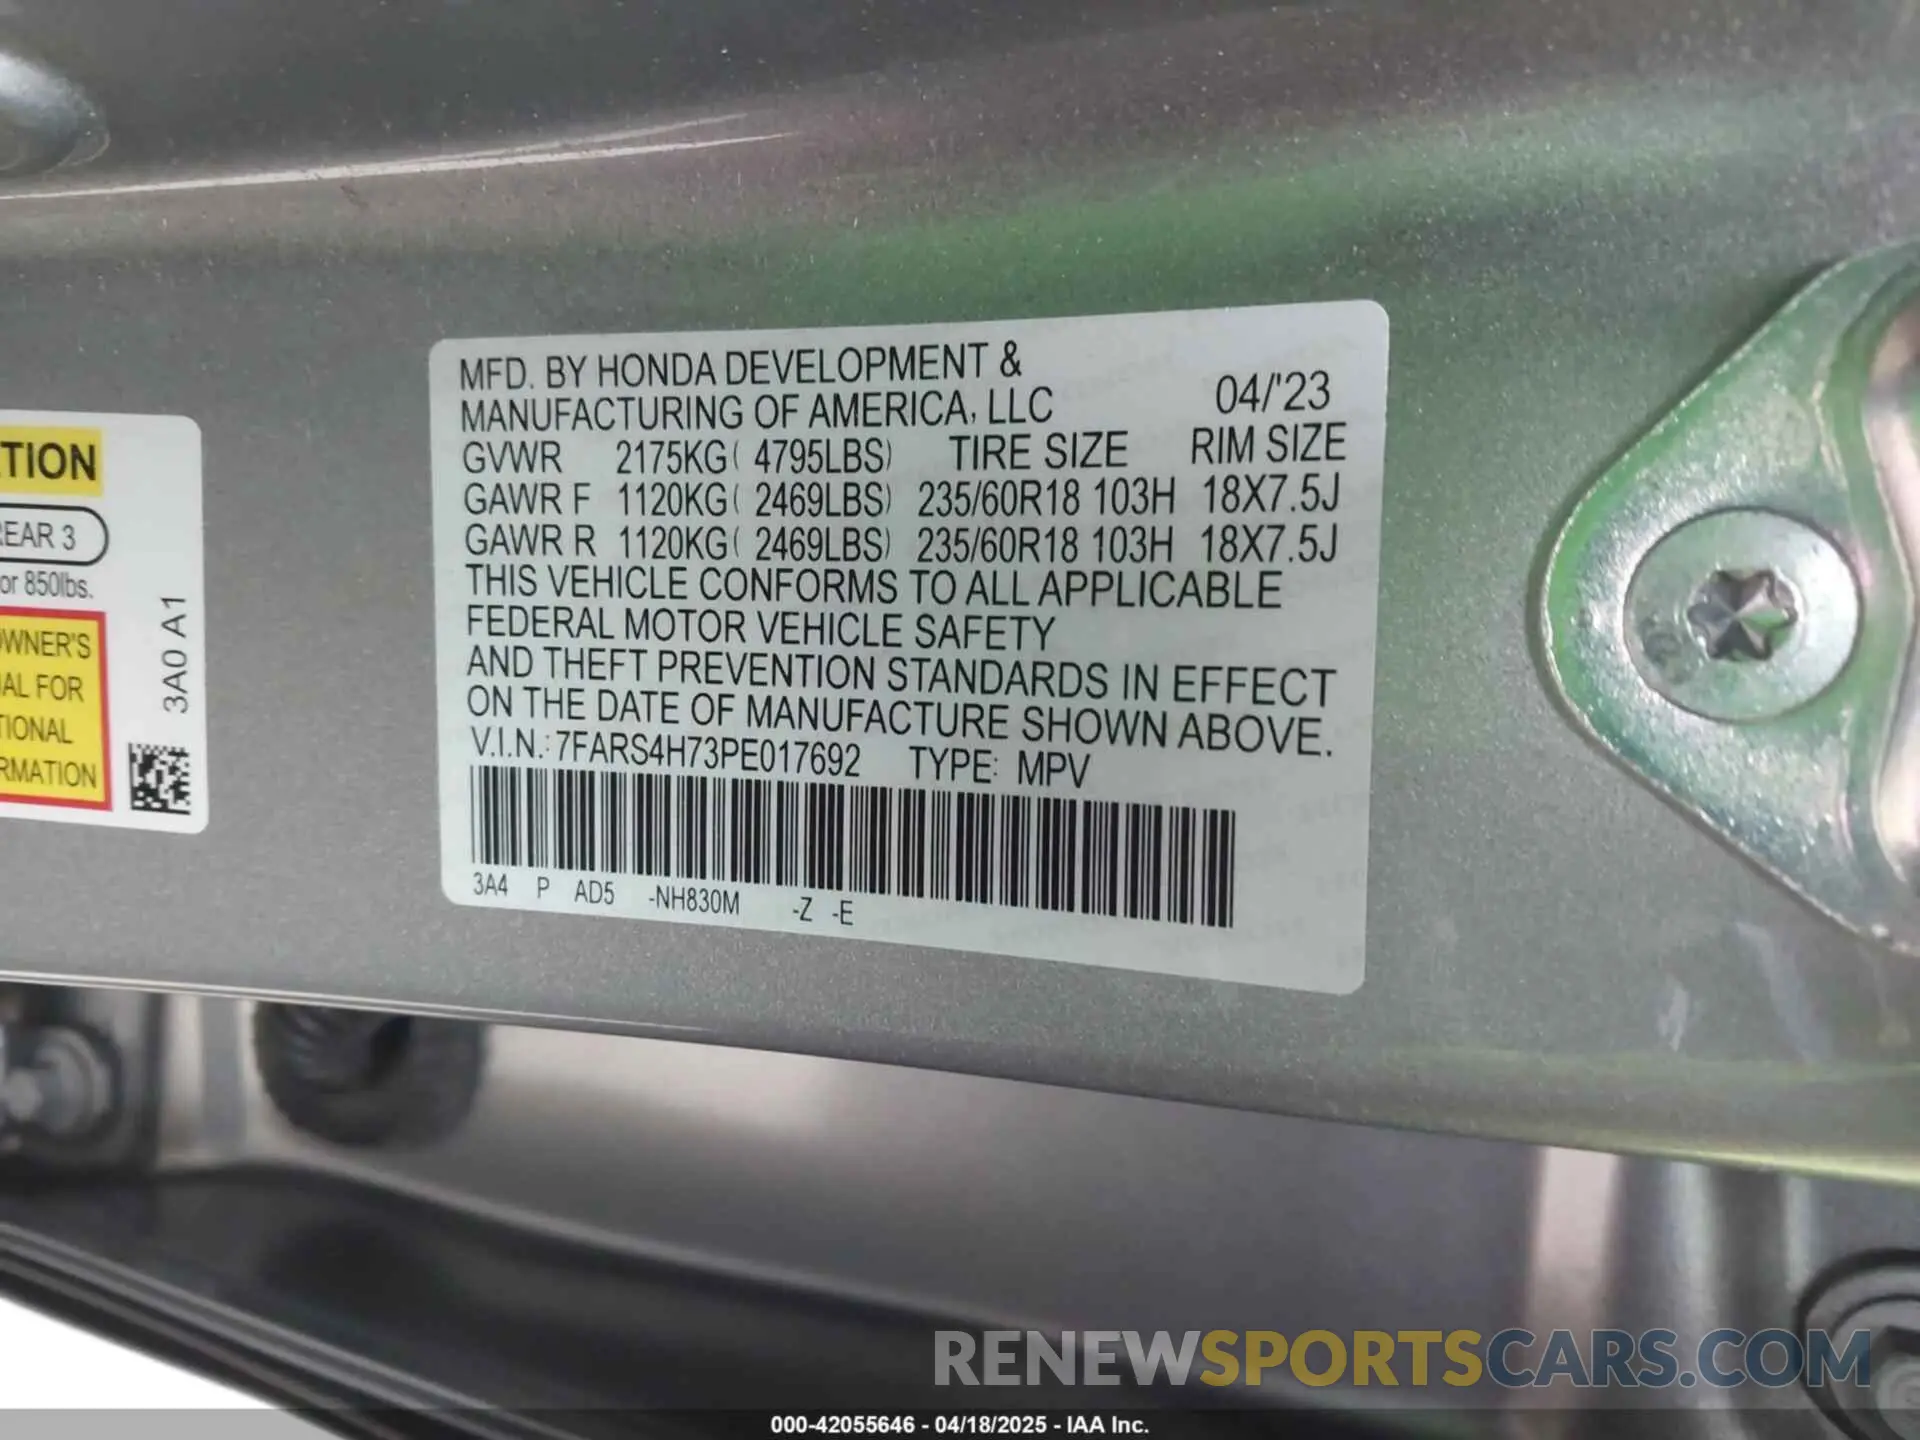 TION
REAR 3
or 850lbs.
OWNER'S
FOR
RMATION
3A0 A1
MFD. BY HONDA DEVELOPMENT &
MANUFACTURING OF AMERICA, LLC 04/'23
GVWR 2175KG( 4795LBS) TIRE SIZE RIM SIZE
GAWR F 1120KG( 2469LBS) 235/60R18 103H 18X7.5J
GAWR R 1120KG( 2469LBS) 235/60R18 103H 18X7.5J
THIS VEHICLE CONFORMS TO ALL APPLICABLE
FEDERAL MOTOR VEHICLE SAFETY
AND THEFT PREVENTION STANDARDS IN EFFECT
ON THE DATE OF MANUFACTURE SHOWN ABOVE.
V.I.N.: 7FARS4H73PE017692 TYPE: MPV
3A4 P AD5 -NH830M -Z -E
RENEWSPORTSCARS.COM
000-42055646 - 04/18/2025 - IAA Inc.